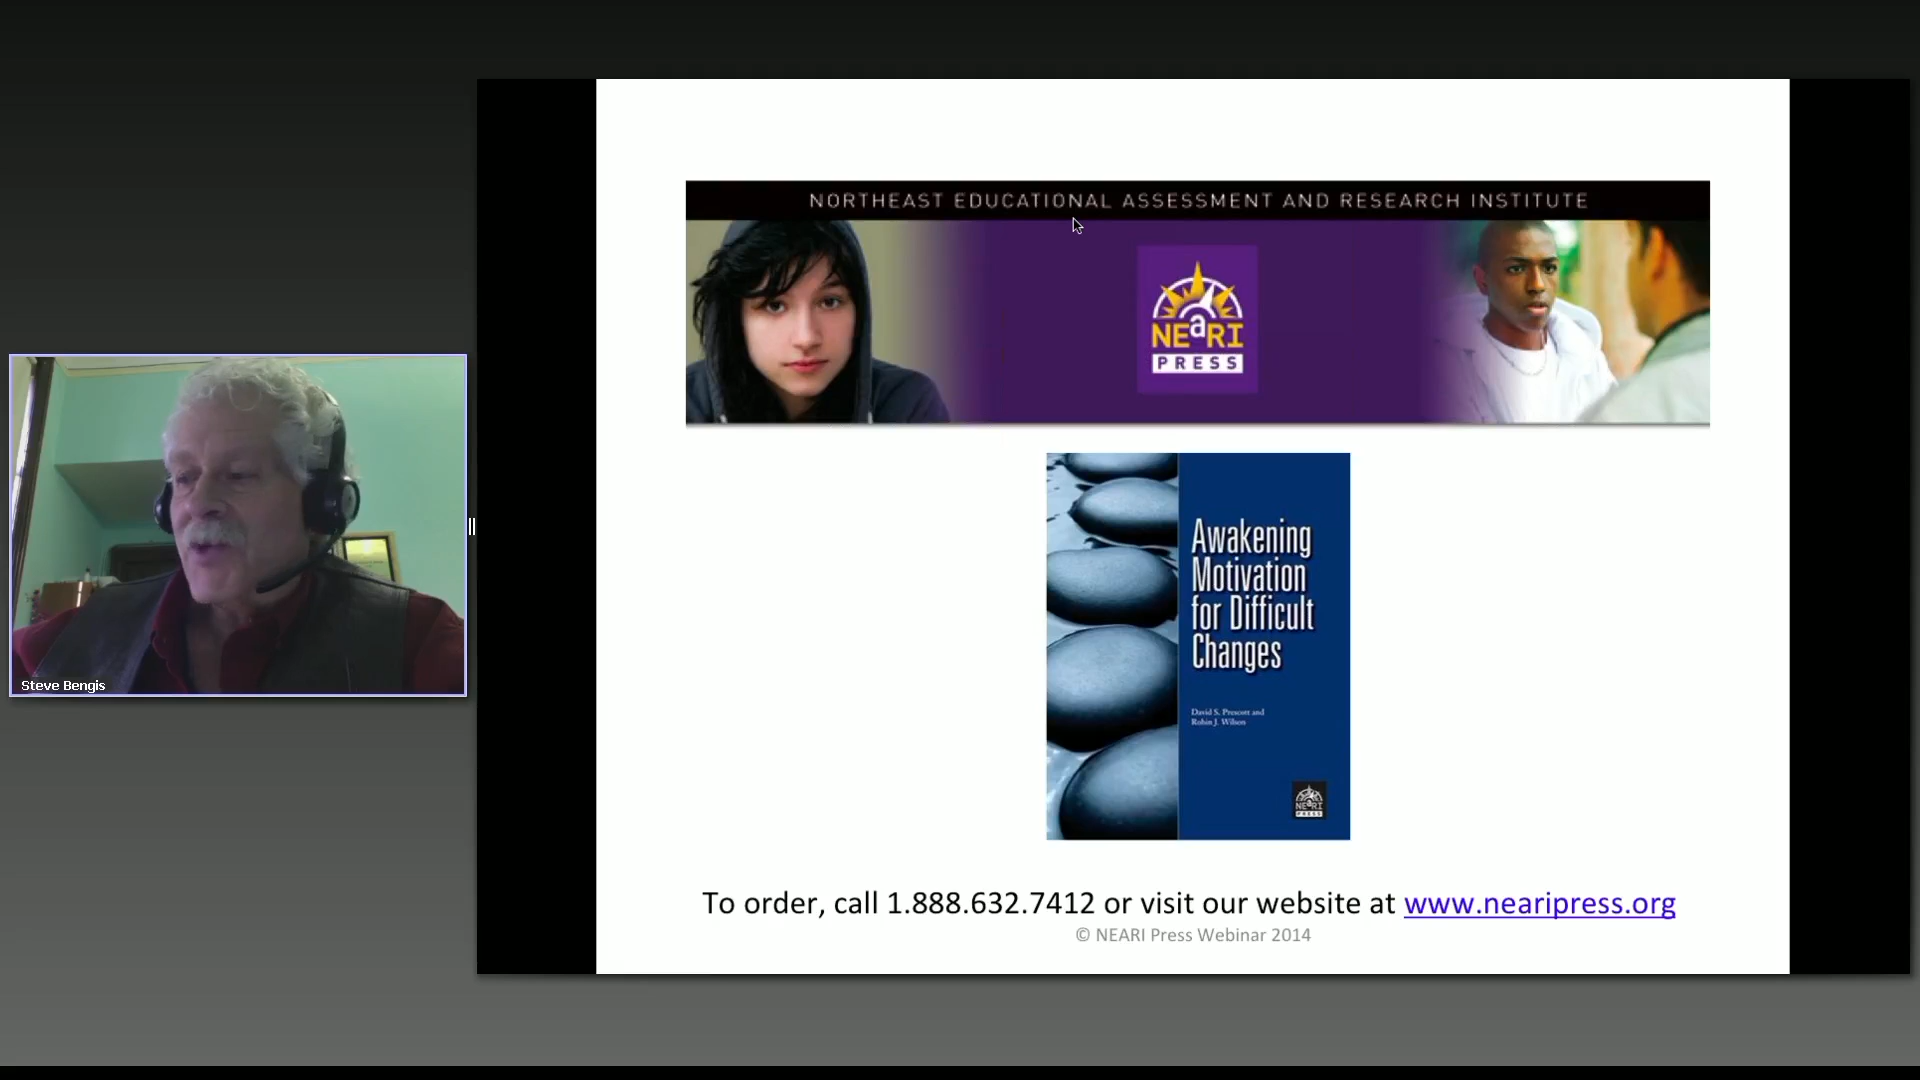 NORTHEAST EDUCATIONAL ASSESSMENT AND RESEARCH INSTITUTE
NEaRI
PRESS
Awakening
Motivation
for Difficult
Changes
David S. Prescott and
Robin J. Wilson
NEaRI
PRESS
Steve Bengis
To order, call 1.888.632.7412 or visit our website at www.nearipress.org
© NEARI Press Webinar 2014